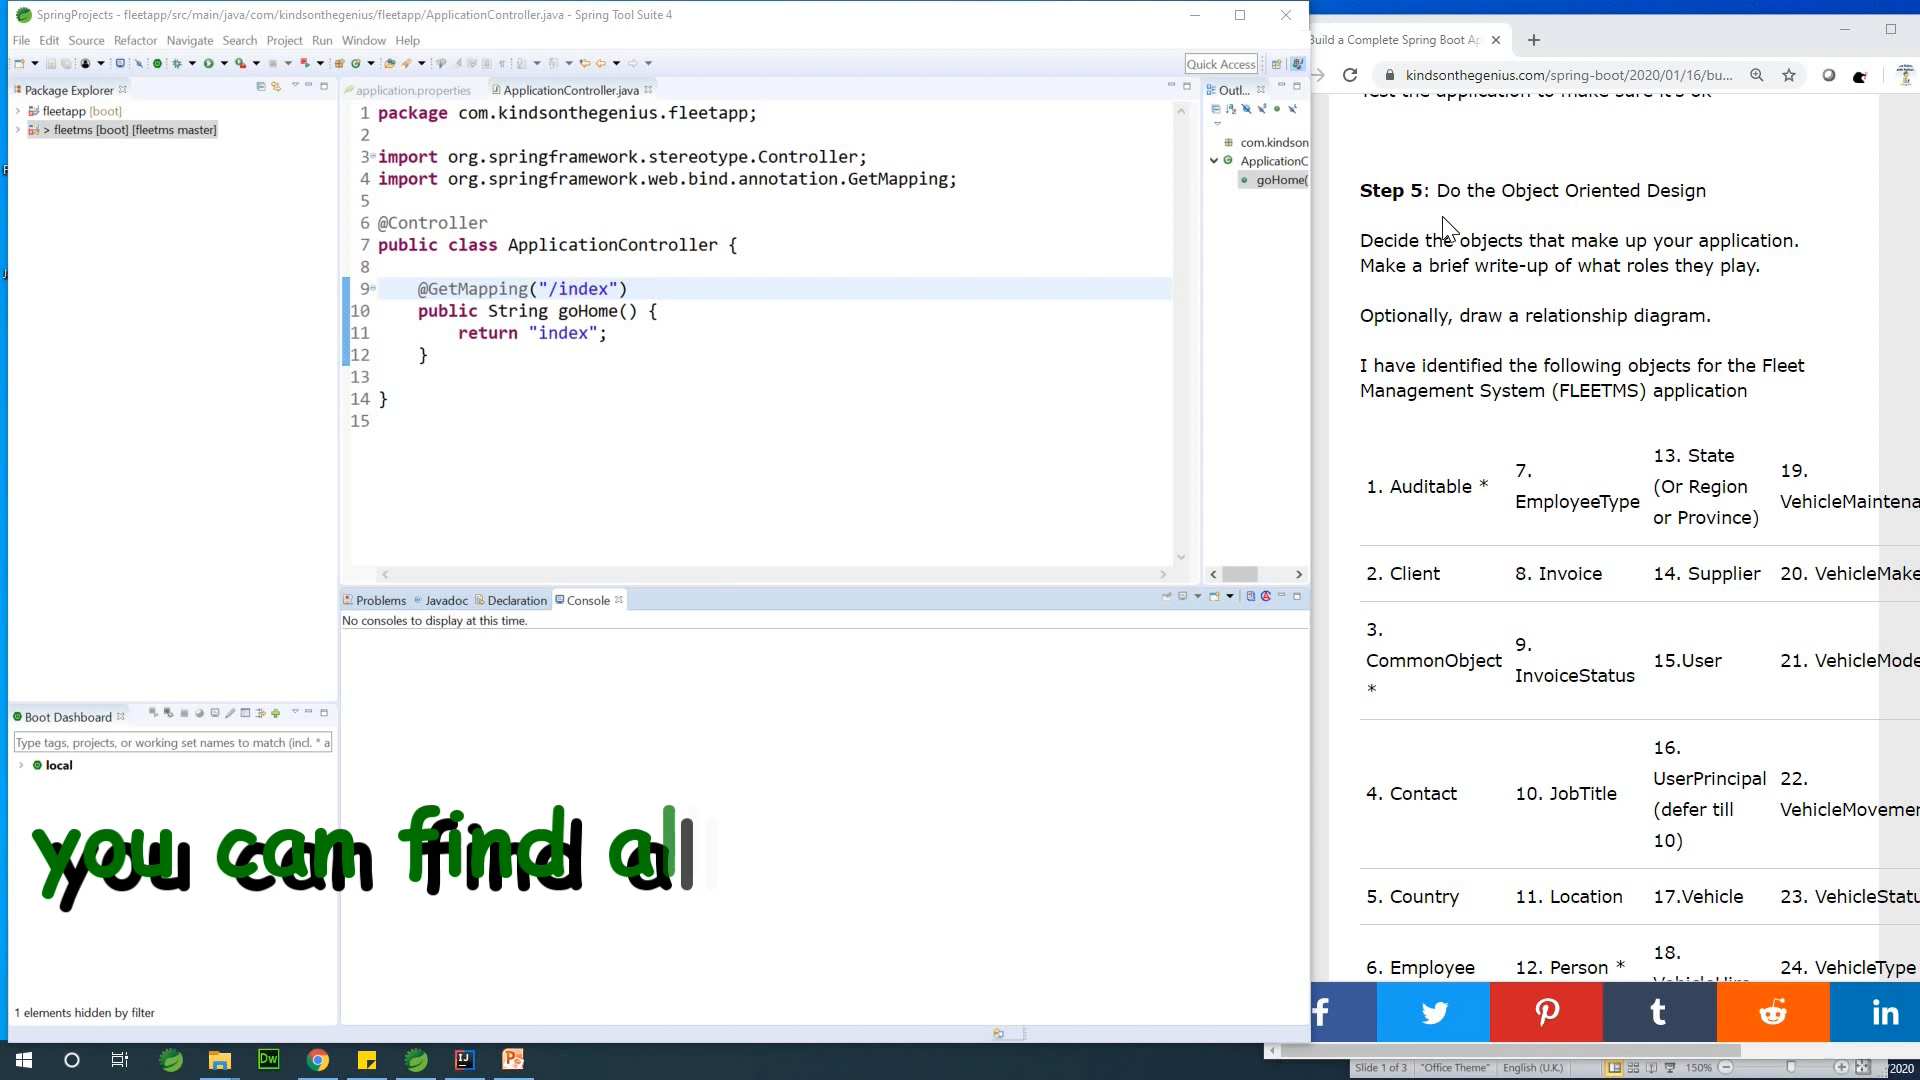 SpringProjects - fleetapp/src/main/java/com/kindsonthegenius/fleetapp/ApplicationController.java - Spring Tool Suite 4
File Edit Source Refactor Navigate Search Project Run Window Help
Quick Access
Package Explorer
fleetapp [boot]
> fleetms [boot] [fleetms master]
application.properties
ApplicationController.java
1 package com.kindsonthegenius.fleetapp;
2
3 import org.springframework.stereotype.Controller;
4 import org.springframework.web.bind.annotation.GetMapping;
5
6 @Controller
7 public class ApplicationController {
8
9 @GetMapping("/index")
10 public String goHome() {
11 return "index";
12 }
13
14 }
15
Outl...
com.kindson
ApplicationC
goHome(
Problems Javadoc Declaration Console
No consoles to display at this time.
Boot Dashboard
Type tags, projects, or working set names to match (incl. * a
local
1 elements hidden by filter
you can find al
Build a Complete Spring Boot Ap
kindsonthegenius.com/spring-boot/2020/01/16/bu...
Test the application to make sure it's ok
Step 5: Do the Object Oriented Design
Decide the objects that make up your application.
Make a brief write-up of what roles they play.
Optionally, draw a relationship diagram.
I have identified the following objects for the Fleet
Management System (FLEETMS) application
1. Auditable *
7. EmployeeType
13. State (Or Region or Province)
19. VehicleMaintena
2. Client
8. Invoice
14. Supplier
20. VehicleMake
3. CommonObject *
9. InvoiceStatus
15.User
21. VehicleMode
4. Contact
10. JobTitle
16. UserPrincipal (defer till 10)
22. VehicleMovemen
5. Country
11. Location
17.Vehicle
23. VehicleStatu
6. Employee
12. Person *
18. VehicleHire
24. VehicleType
Dw
IJ
Slide 1 of 3 "Office Theme" English (U.K.) 150%
2020